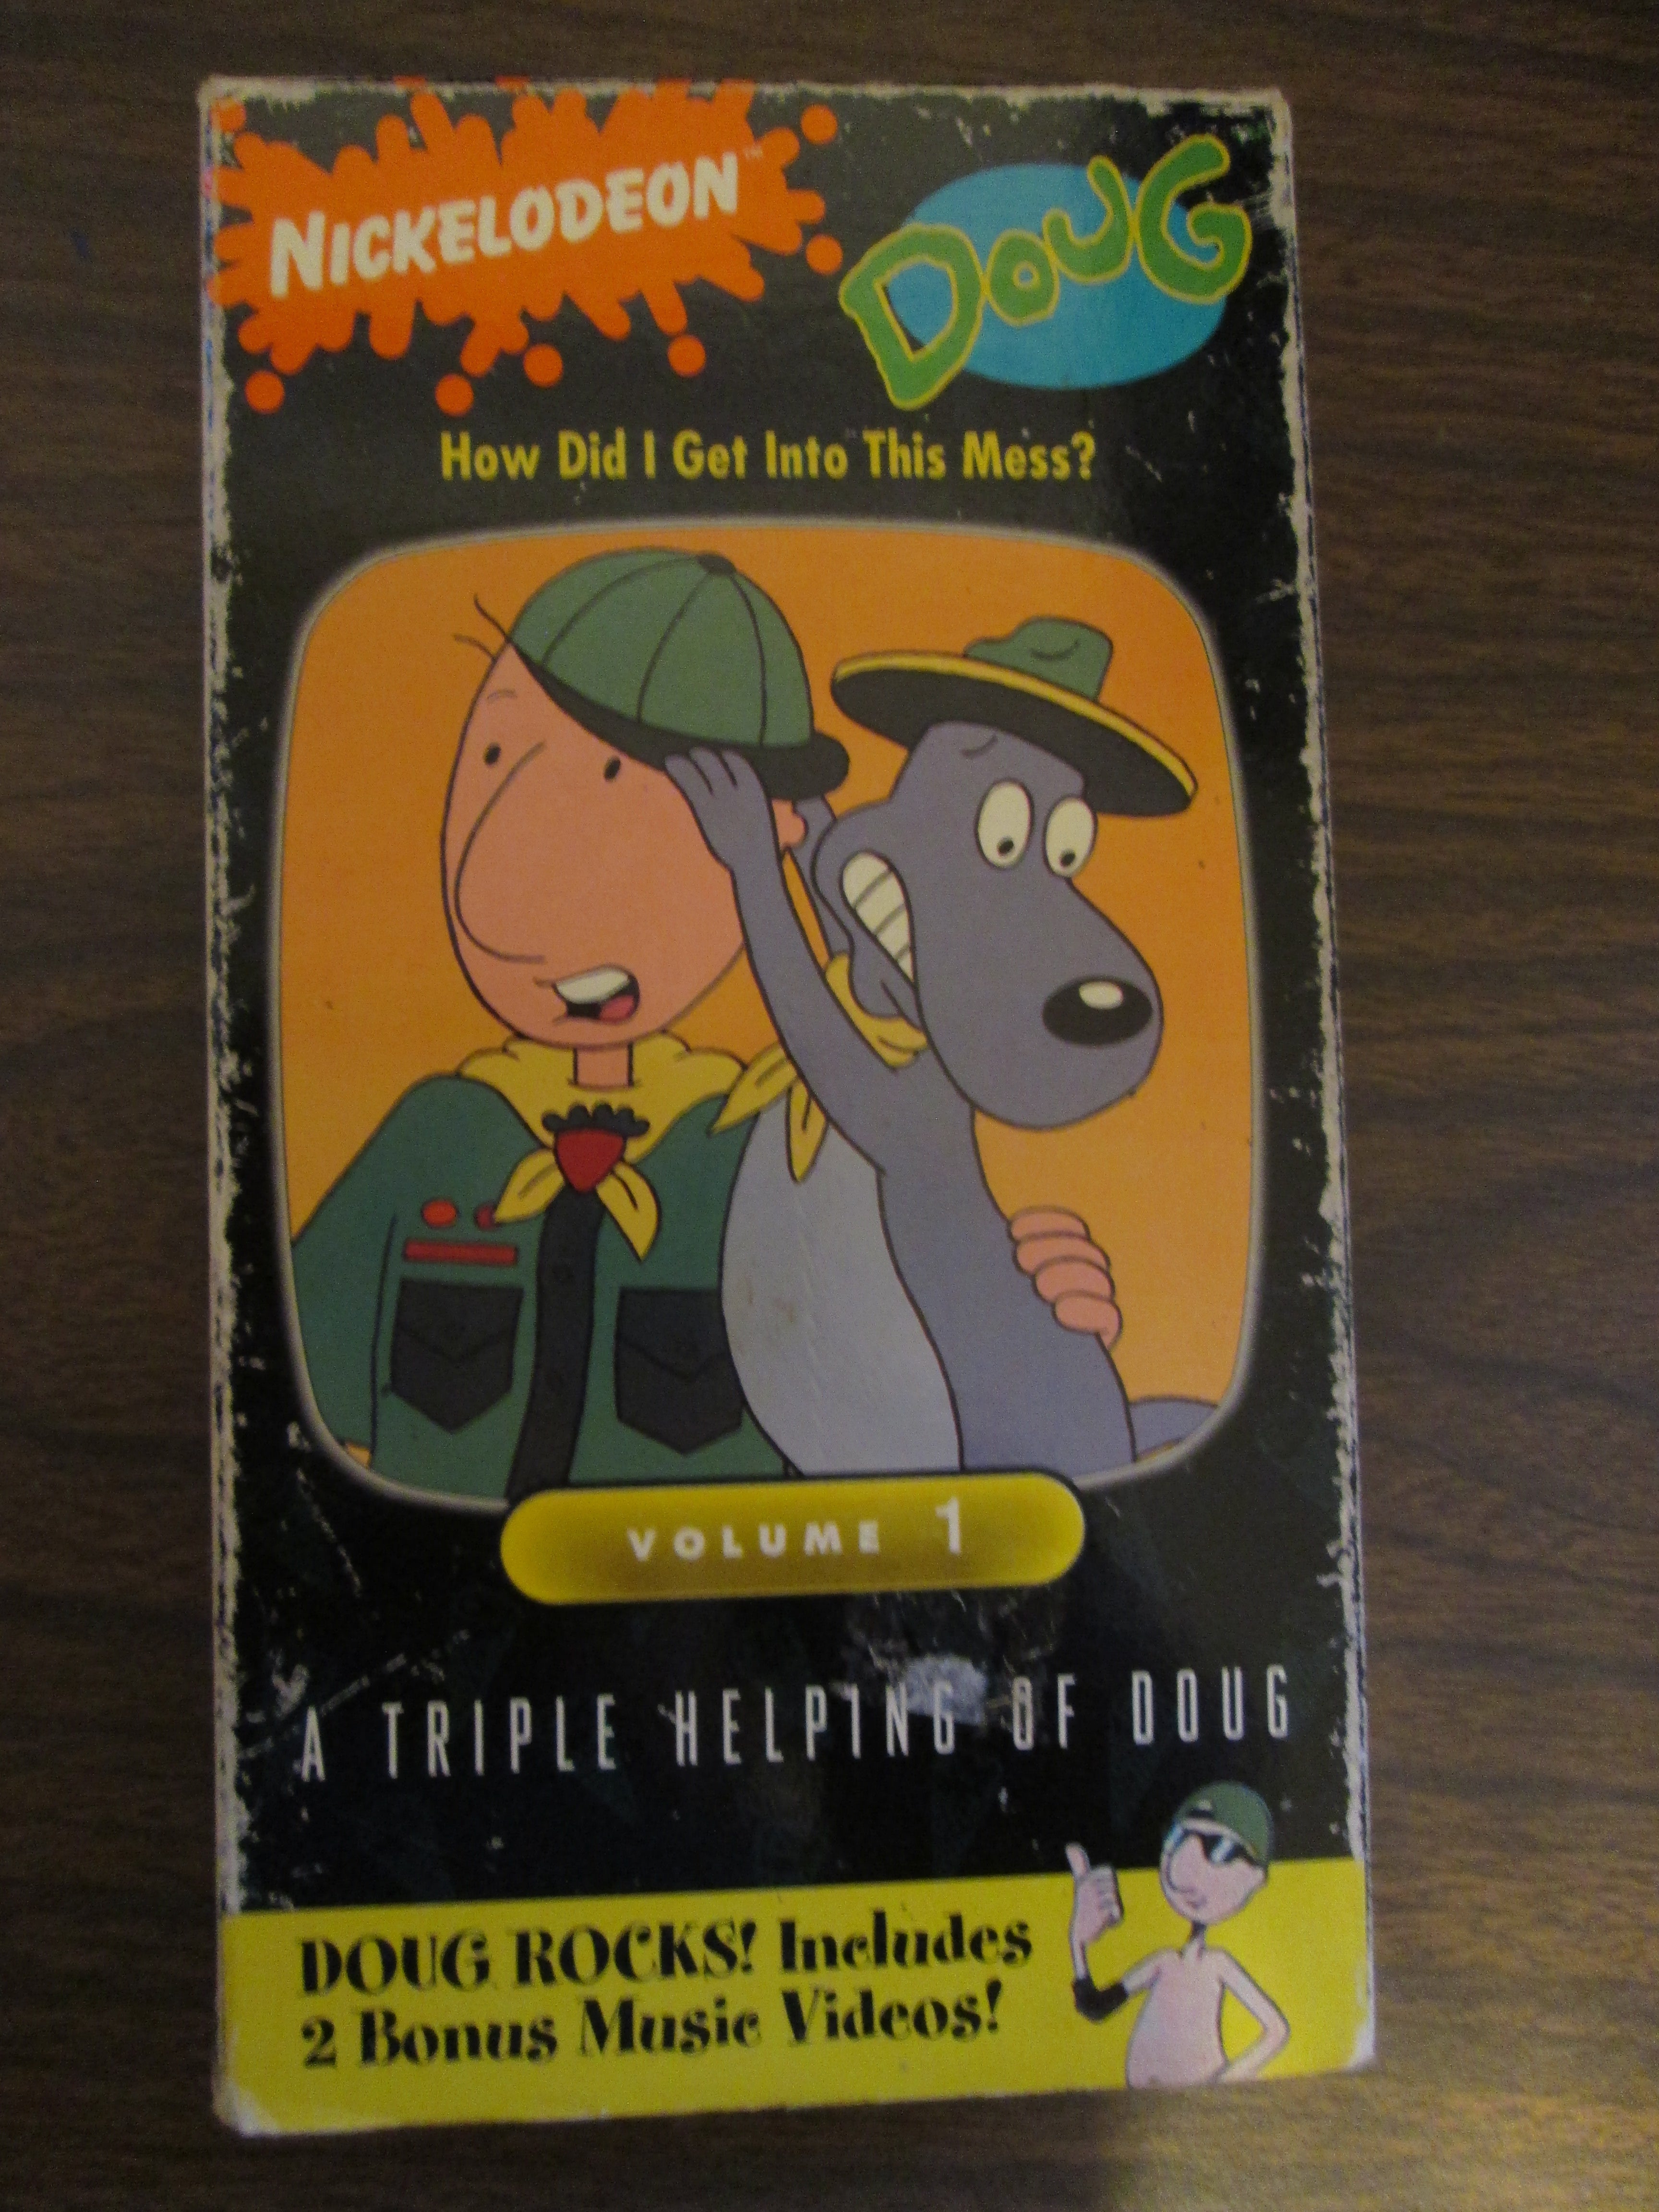 NICKELODEON™
DOUG
How Did I Get Into This Mess?
VOLUME 1
A TRIPLE HELPING OF DOUG
DOUG ROCKS! Includes
2 Bonus Music Videos!